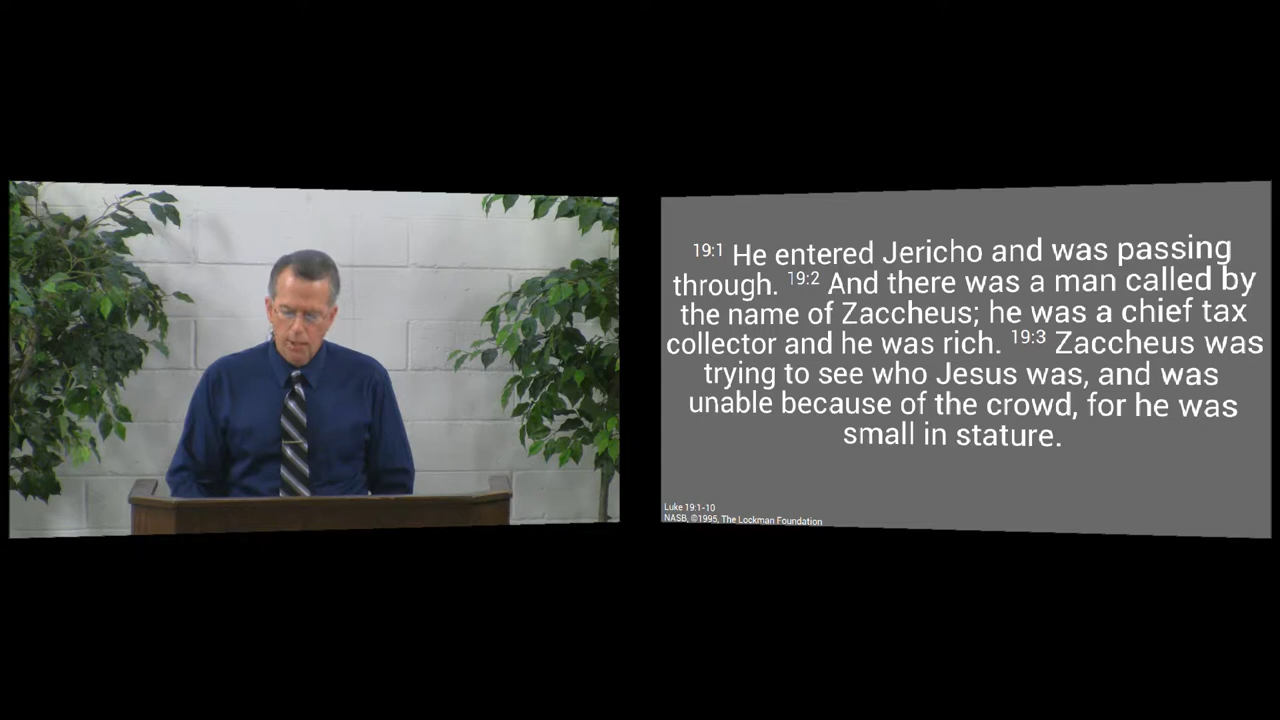 19:1 He entered Jericho and was passing
through. 19:2 And there was a man called by
the name of Zaccheus; he was a chief tax
collector and he was rich. 19:3 Zaccheus was
trying to see who Jesus was, and was
unable because of the crowd, for he was
small in stature.
Luke 19:1-10
NASB, ©1995, The Lockman Foundation